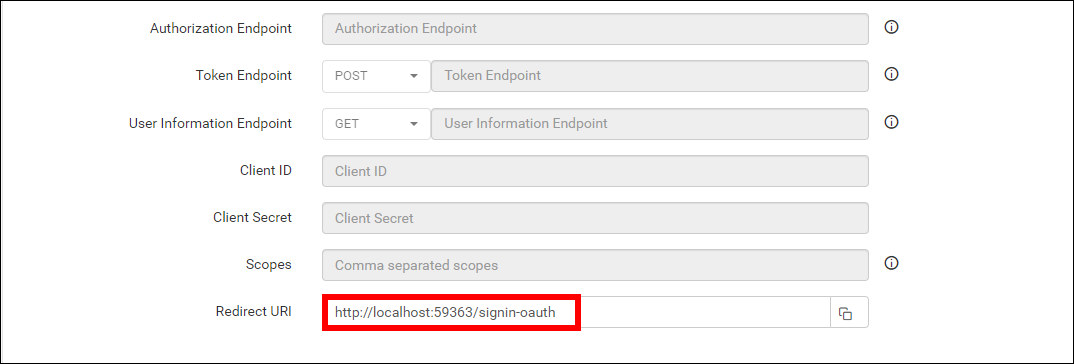 Authorization Endpoint Authorization Endpoint
Token Endpoint POST Token Endpoint
User Information Endpoint GET User Information Endpoint
Client ID Client ID
Client Secret Client Secret
Scopes Comma separated scopes
Redirect URI http://localhost:59363/signin-oauth